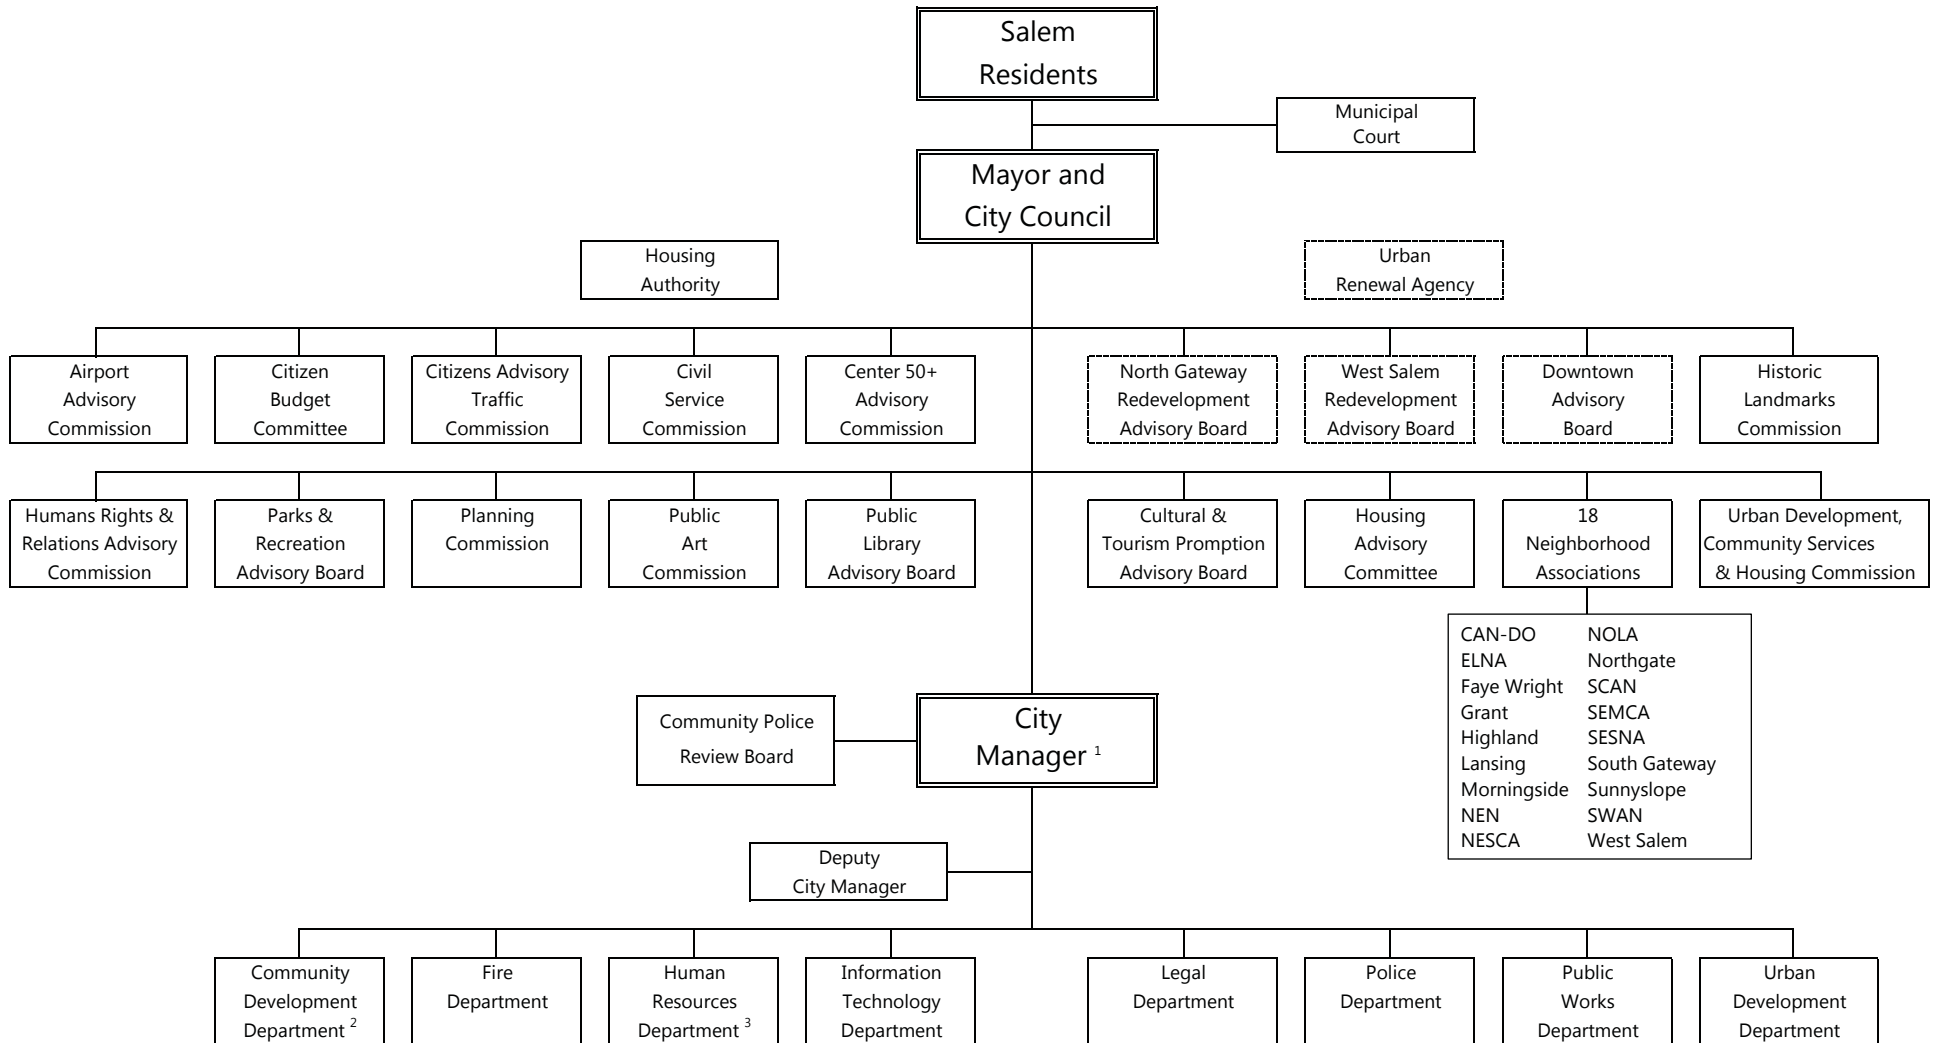 Salem
Residents
Municipal
Court
Mayor and
City Council
Housing
Authority
Urban
Renewal Agency
Airport
Advisory
Commission
Citizen
Budget
Committee
Citizens Advisory
Traffic
Commission
Civil
Service
Commission
Center 50+
Advisory
Commission
North Gateway
Redevelopment
Advisory Board
West Salem
Redevelopment
Advisory Board
Downtown
Advisory
Board
Historic
Landmarks
Commission
Humans Rights &
Relations Advisory
Commission
Parks &
Recreation
Advisory Board
Planning
Commission
Public
Art
Commission
Public
Library
Advisory Board
Cultural &
Tourism Promption
Advisory Board
Housing
Advisory
Committee
18
Neighborhood
Associations
Urban Development,
Community Services
& Housing Commission
CAN-DO NOLA
ELNA Northgate
Faye Wright SCAN
Grant SEMCA
Highland SESNA
Lansing South Gateway
Morningside Sunnyslope
NEN SWAN
NESCA West Salem
Community Police
Review Board
City
Manager 1
Deputy
City Manager
Community
Development
Department 2
Fire
Department
Human
Resources
Department 3
Information
Technology
Department
Legal
Department
Police
Department
Public
Works
Department
Urban
Development
Department